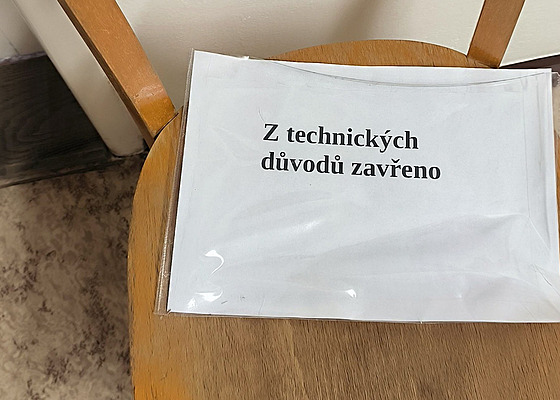 Z technických
důvodů zavřeno